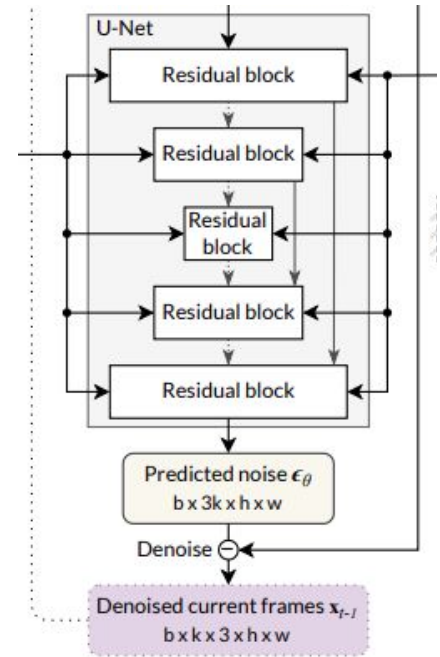 U-Net
Residual block
Residual block
Residual
block
Residual block
Residual block
Predicted noise ϵθ
b x 3k x h x w
Denoise −
Denoised current frames xt-1
b x k x 3 x h x w